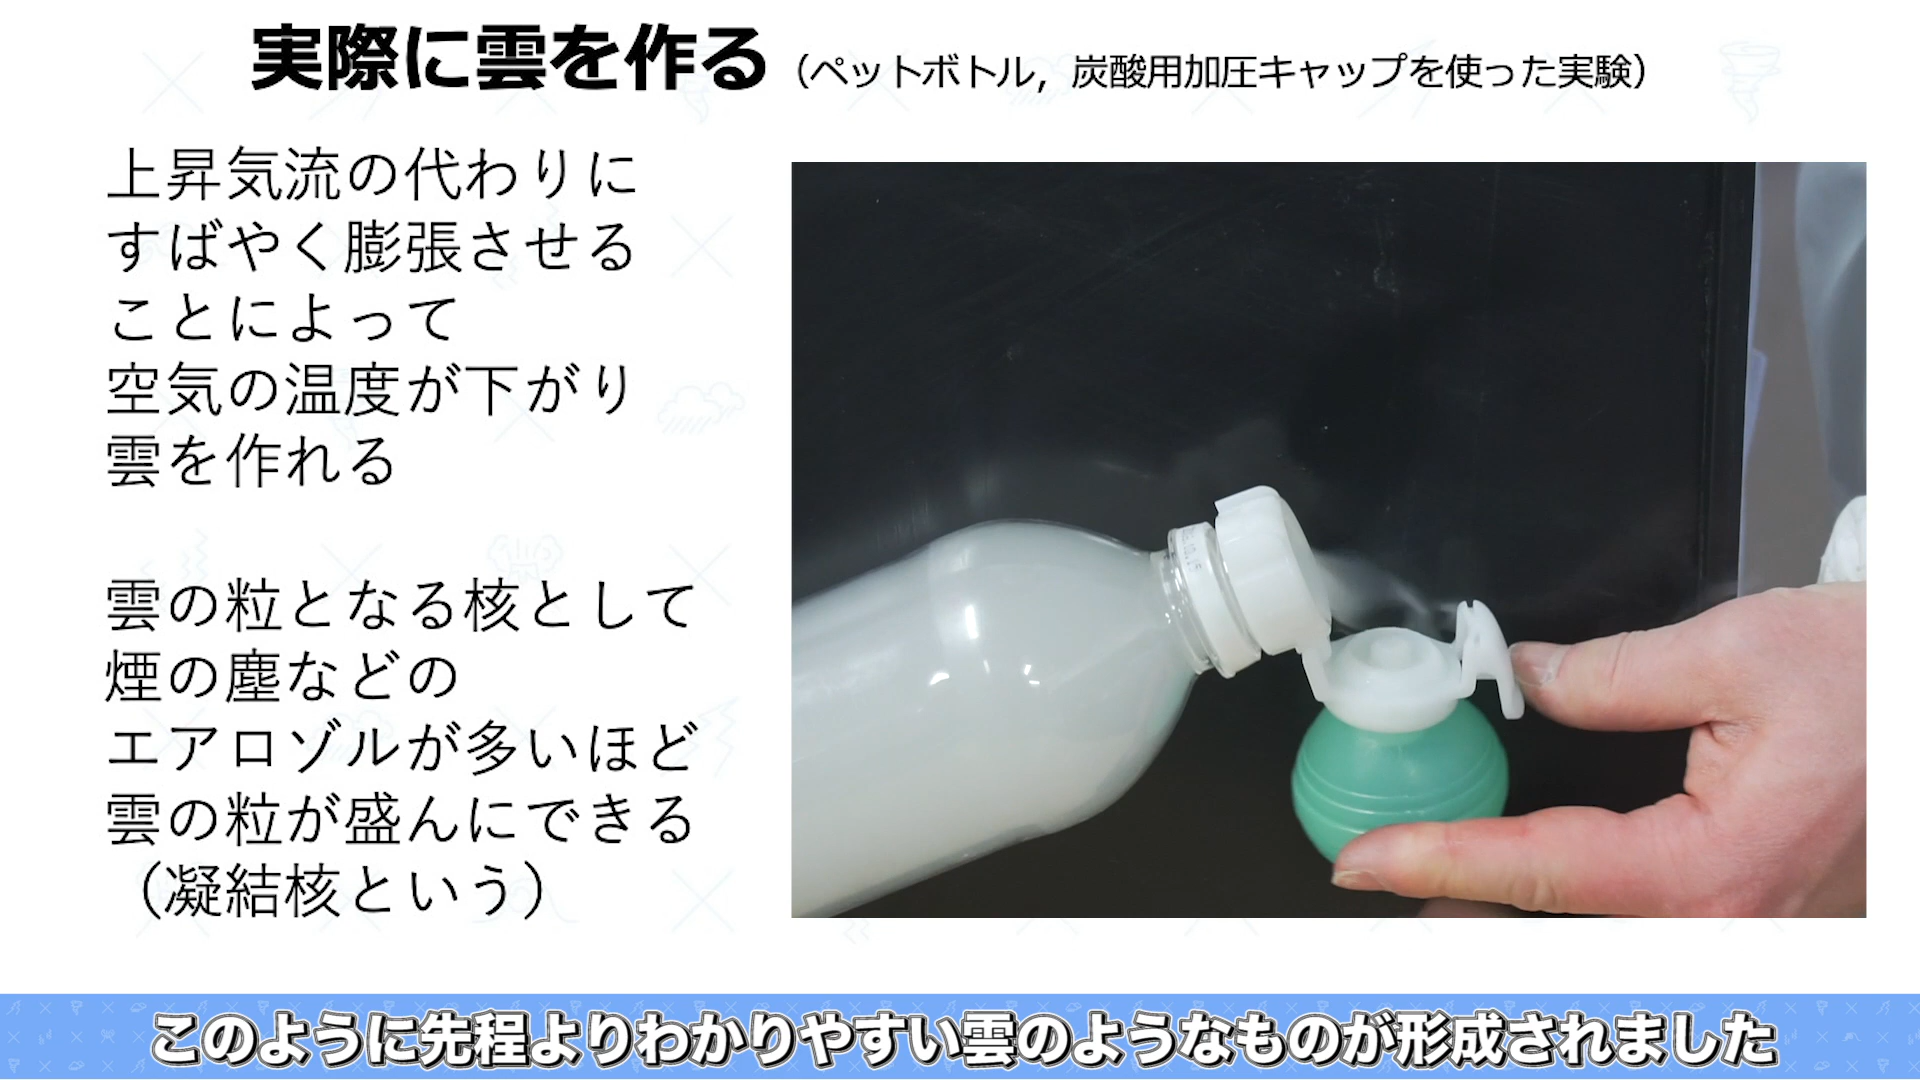 実際に雲を作る（ペットボトル，炭酸用加圧キャップを使った実験）
上昇気流の代わりに
すばやく膨張させる
ことによって
空気の温度が下がり
雲を作れる
雲の粒となる核として
煙の塵などの
エアロゾルが多いほど
雲の粒が盛んにできる
（凝結核という）
このように先程よりわかりやすい雲のようなものが形成されました